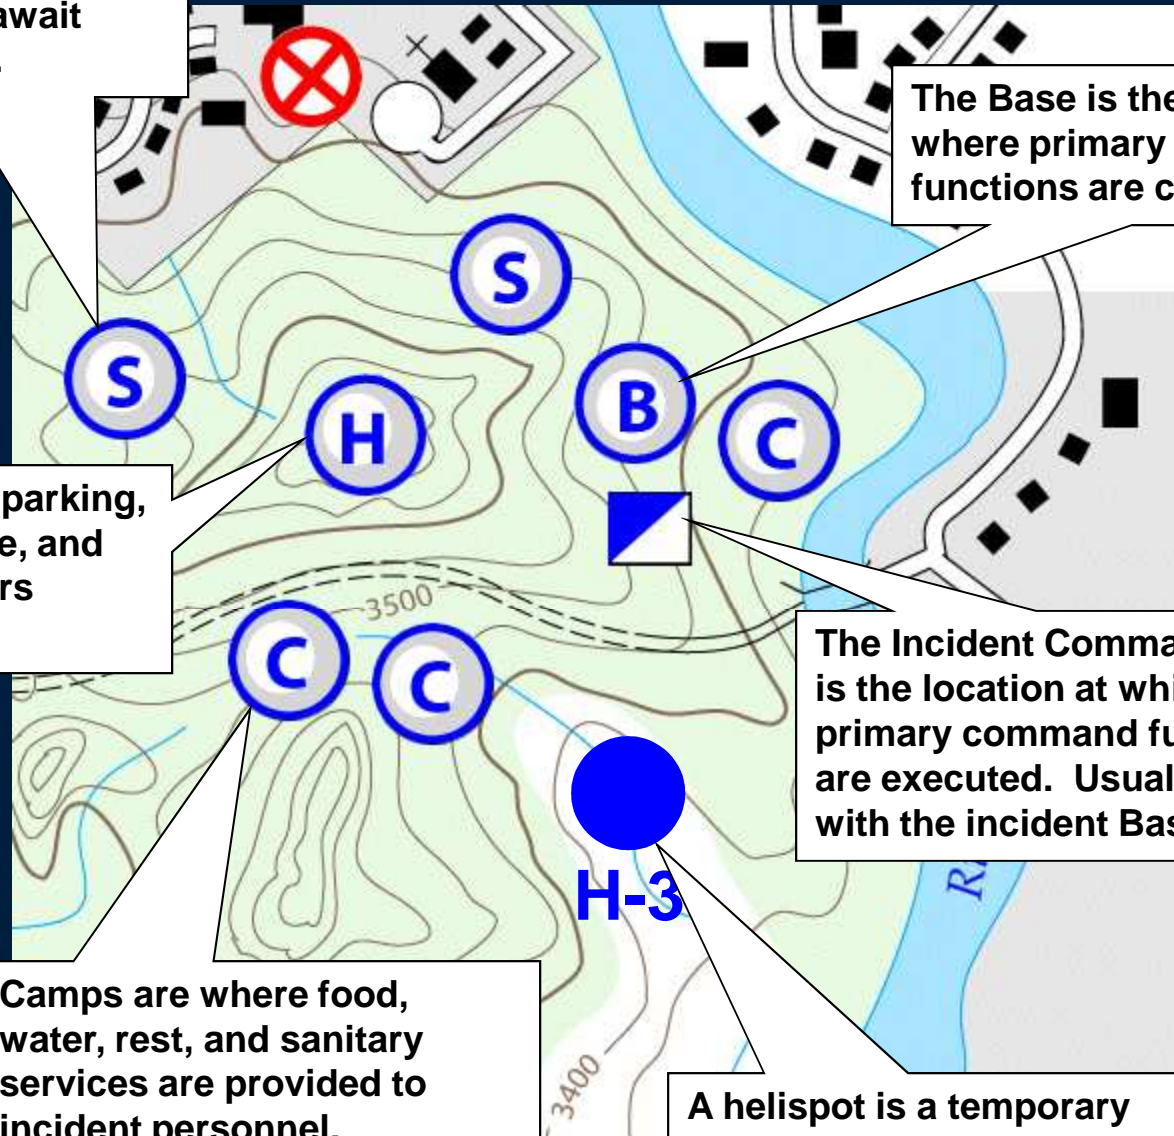 await
The Base is the
where primary
functions are c
S
S
B
C
H
parking,
e, and
rs
3500
C
C
The Incident Comma
is the location at whi
primary command fu
are executed. Usual
with the incident Bas
H-3
Camps are where food,
water, rest, and sanitary
services are provided to
incident personnel.
3400
A helispot is a temporary